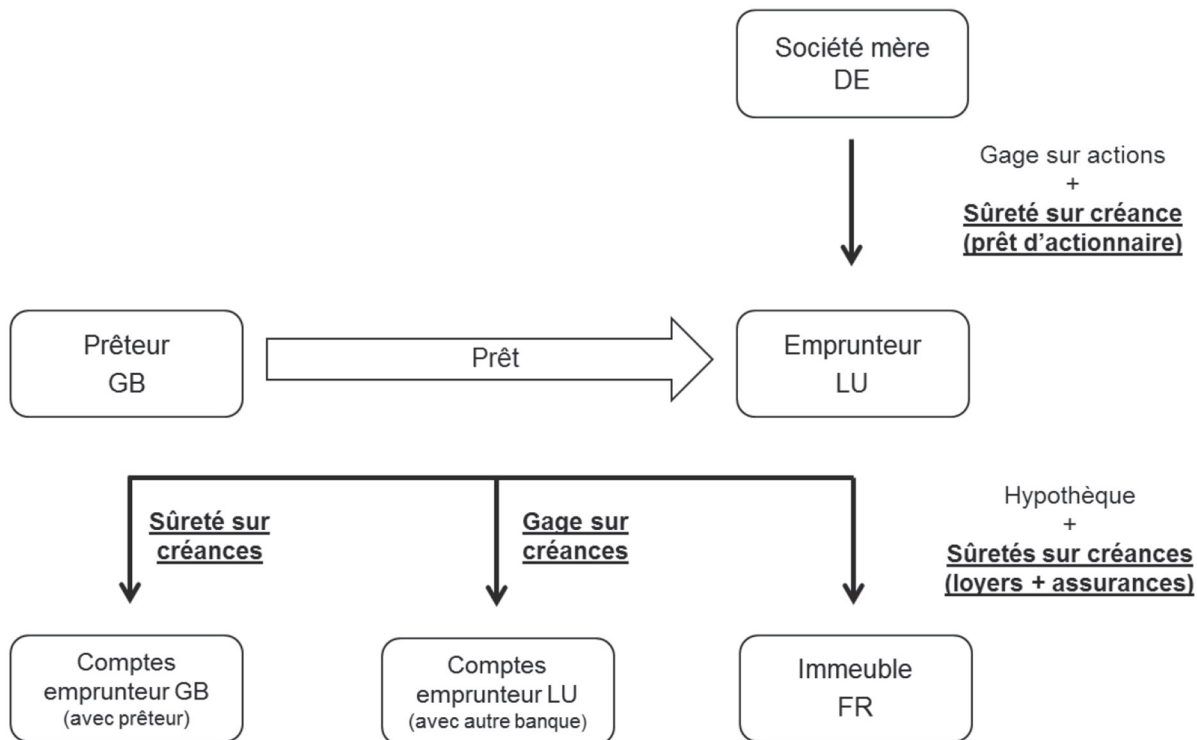 Société mère
DE
Gage sur actions
+
Sûreté sur créance
(prêt d’actionnaire)
Prêteur
GB
Prêt
Emprunteur
LU
Sûreté sur
créances
Gage sur
créances
Hypothèque
+
Sûretés sur créances
(loyers + assurances)
Comptes
emprunteur GB
(avec prêteur)
Comptes
emprunteur LU
(avec autre banque)
Immeuble
FR